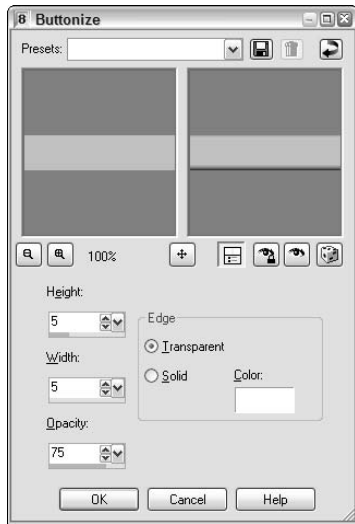 8 Buttonize
Presets:
100%
Height:
5
Edge
Transparent
Width:
Solid
Color:
5
Opacity:
75
OK
Cancel
Help